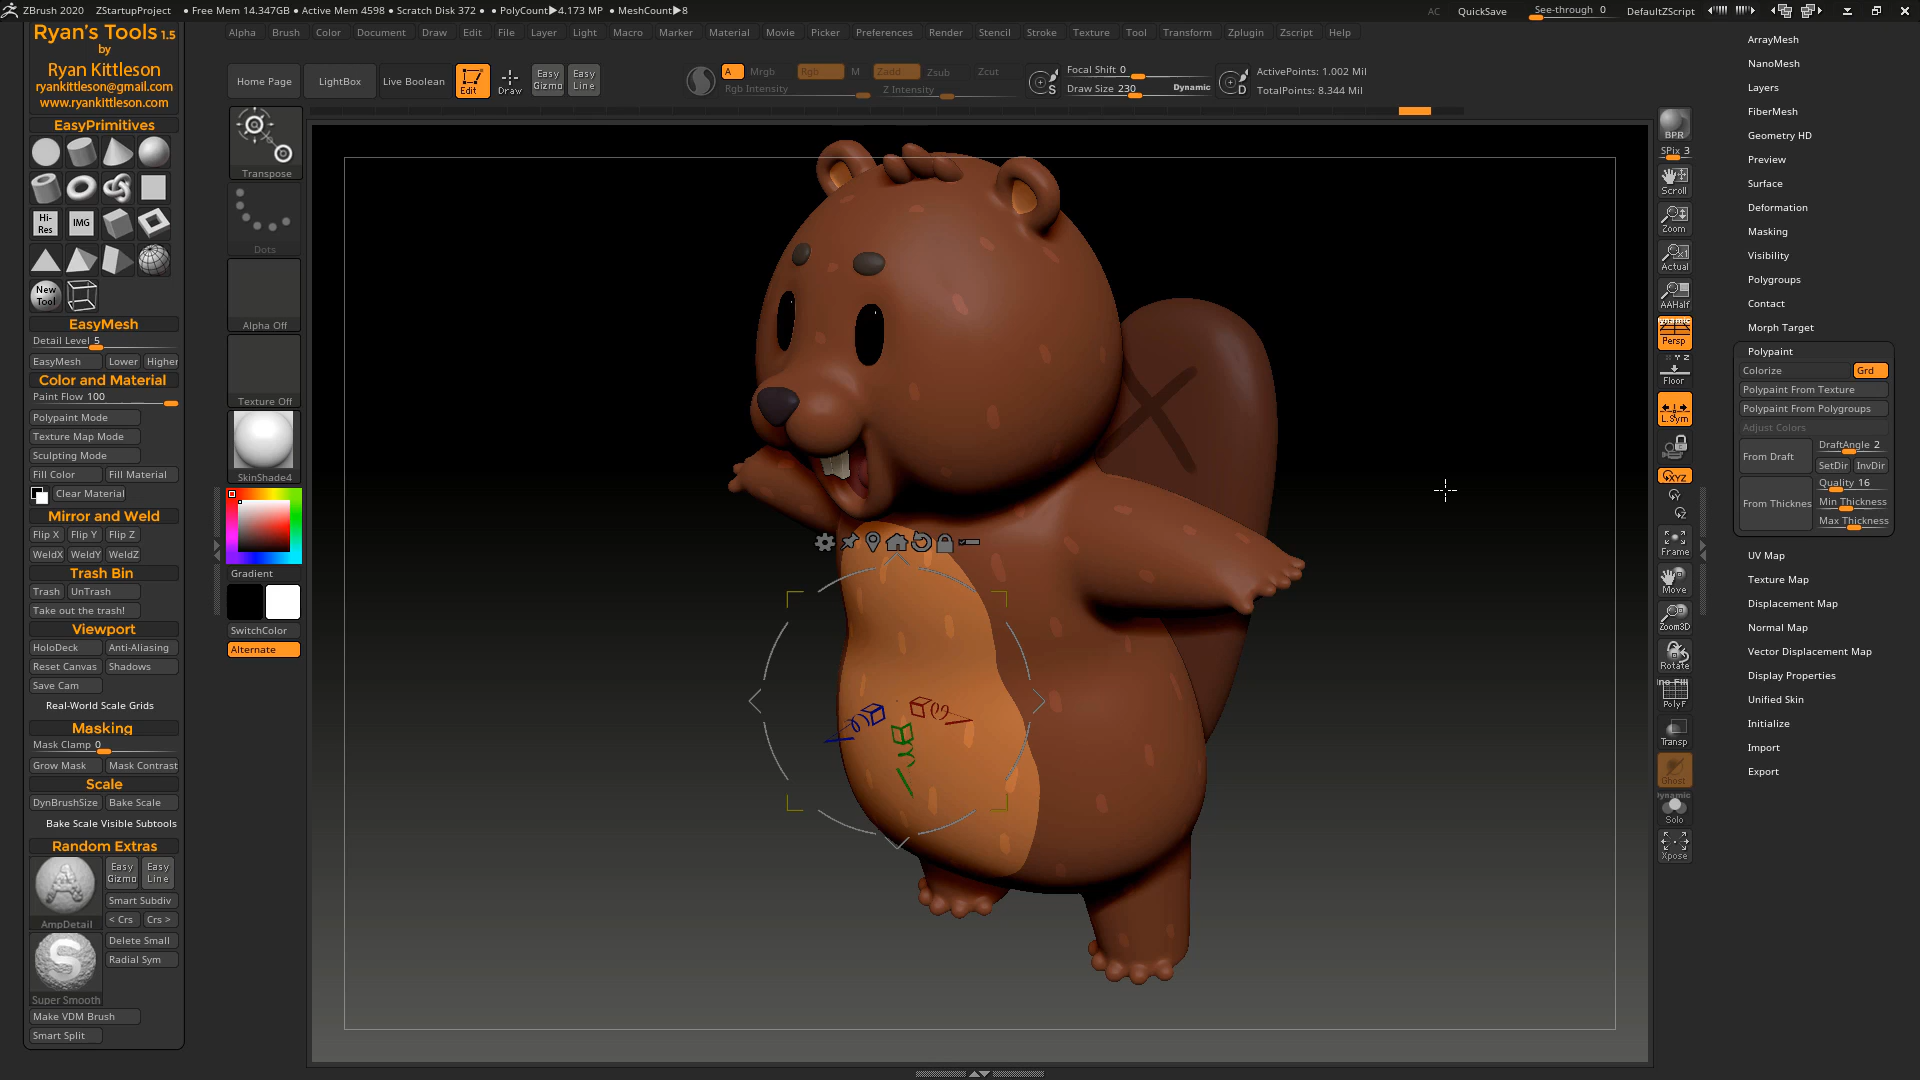 ZBrush 2020 ZStartupProject • Free Mem 14.347GB • Active Mem 4598 • Scratch Disk 372 • • PolyCount▶4.173 MP • MeshCount▶8 AC QuickSave See-through 0 DefaultZScript
Ryan's Tools 1.5
by
Ryan Kittleson
ryankittleson@gmail.com
www.ryankittleson.com
EasyPrimitives
Hi-Res
IMG
New Tool
EasyMesh
Detail Level 5
EasyMesh Lower Higher
Color and Material
Paint Flow 100
Polypaint Mode
Texture Map Mode
Sculpting Mode
Fill Color Fill Material
Clear Material
Mirror and Weld
Flip X Flip Y Flip Z
WeldX WeldY WeldZ
Trash Bin
Trash UnTrash
Take out the trash!
Viewport
HoloDeck Anti-Aliasing
Reset Canvas Shadows
Save Cam
Real-World Scale Grids
Masking
Mask Clamp 0
Grow Mask Mask Contrast
Scale
DynBrushSize Bake Scale
Bake Scale Visible Subtools
Random Extras
Easy Gizmo
Easy Line
Smart Subdiv
AmpDetail
< Crs Crs >
Delete Small
Radial Sym
Super Smooth
Make VDM Brush
Smart Split
Alpha Brush Color Document Draw Edit File Layer Light Macro Marker Material Movie Picker Preferences Render Stencil Stroke Texture Tool Transform Zplugin Zscript Help
Home Page LightBox Live Boolean Edit Draw
Easy Gizmo
Easy Line
A Mrgb Rgb M Zadd Zsub Zcut
Rgb Intensity Z Intensity
S
Focal Shift 0
Draw Size 230 Dynamic
D
ActivePoints: 1.002 Mil
TotalPoints: 8.344 Mil
Transpose
Dots
Alpha Off
Texture Off
SkinShade4
Gradient
SwitchColor
Alternate
BPR
SPix 3
Scroll
Zoom
Actual
AAHalf
Dynamic
Persp
Floor
L.Sym
XYZ
Y
Z
Frame
Move
Zoom3D
Rotate
PolyF
Transp
Ghost
Dynamic
Solo
Xpose
ArrayMesh
NanoMesh
Layers
FiberMesh
Geometry HD
Preview
Surface
Deformation
Masking
Visibility
Polygroups
Contact
Morph Target
Polypaint
Colorize Grd
Polypaint From Texture
Polypaint From Polygroups
Adjust Colors
From Draft
DraftAngle 2
SetDir InvDir
From Thicknes
Quality 16
Min Thickness
Max Thickness
UV Map
Texture Map
Displacement Map
Normal Map
Vector Displacement Map
Display Properties
Unified Skin
Initialize
Import
Export